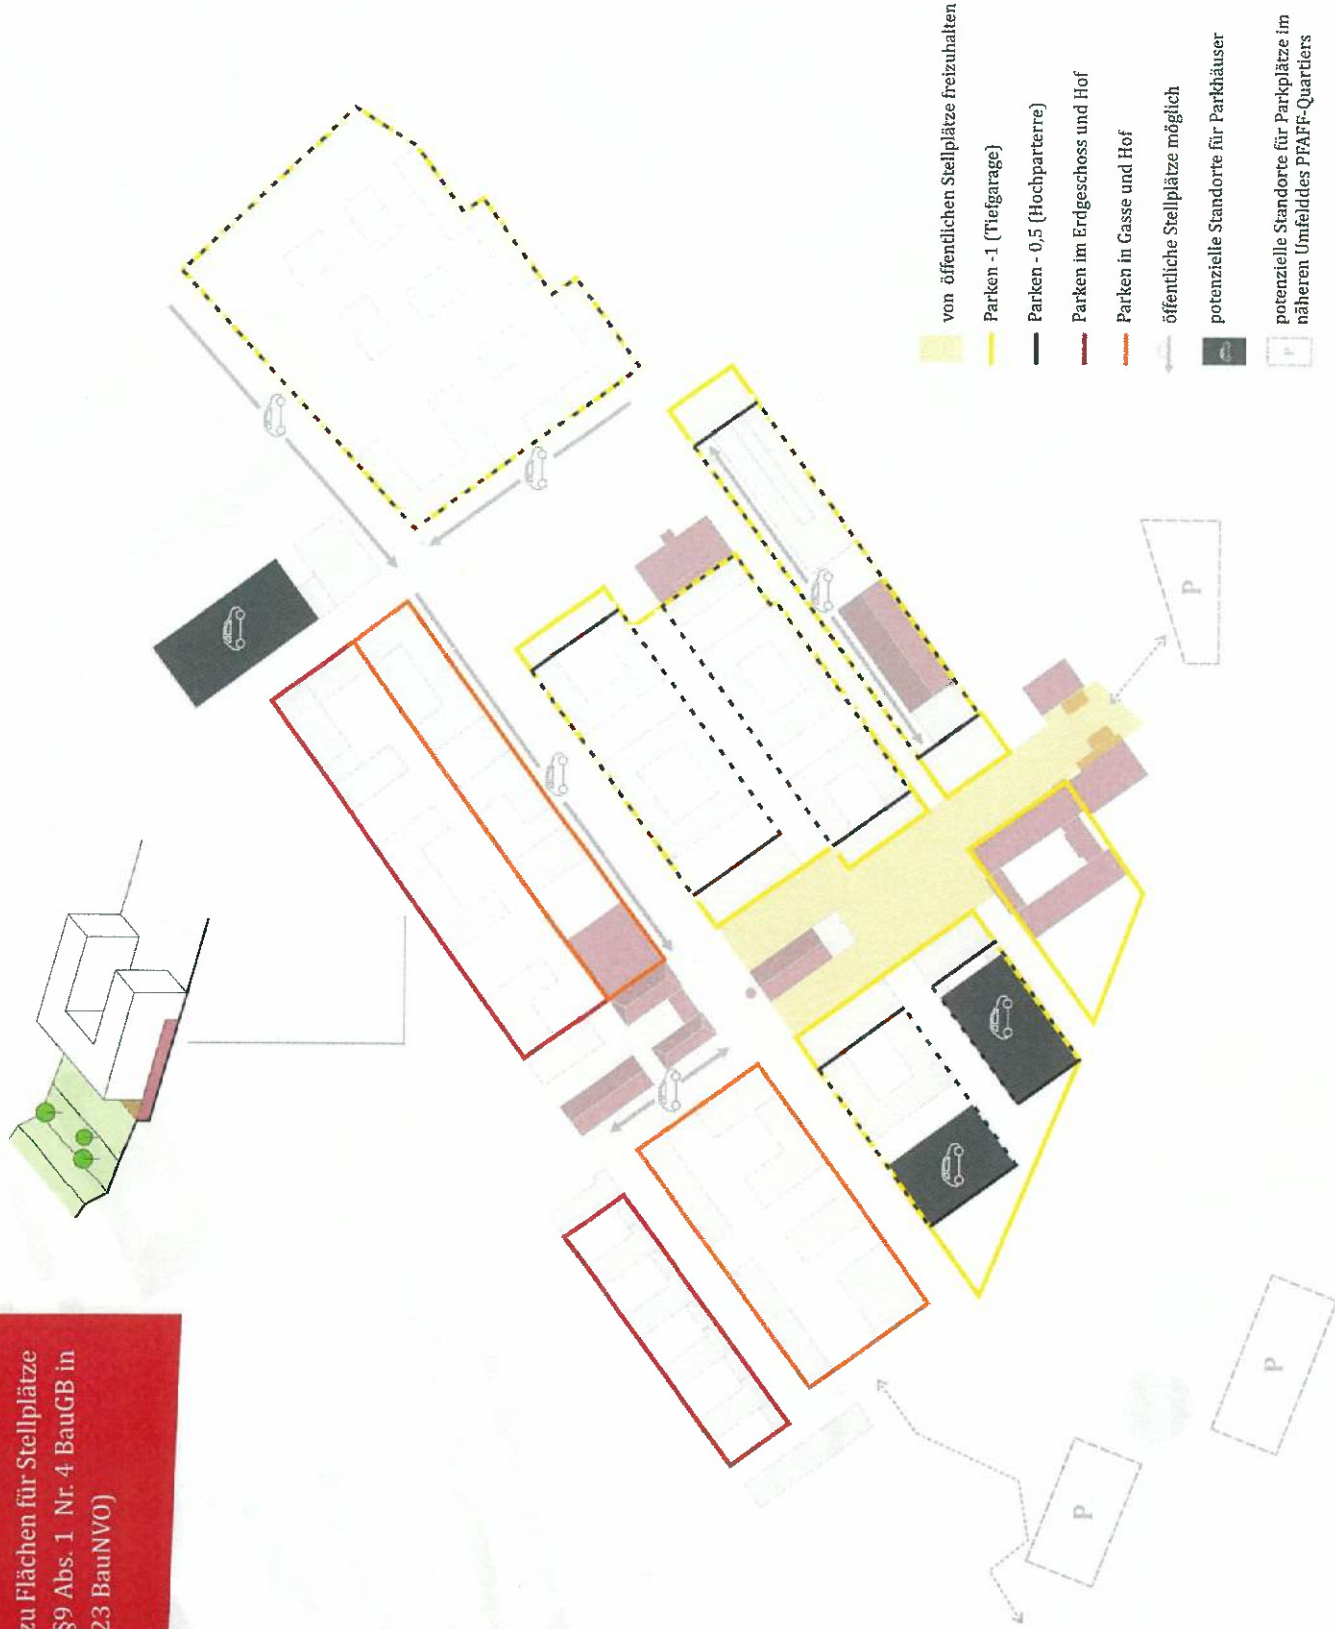 zu Flächen für Stellplätze
§9 Abs. 1 Nr. 4 BauGB in
23 BauNVO)
von öffentlichen Stellplätze freizuhalten
Parken -1 (Tiefgarage)
Parken - 0,5 (Hochparterre)
Parken im Erdgeschoss und Hof
Parken in Gasse und Hof
öffentliche Stellplätze möglich
potenzielle Standorte für Parkhäuser
P
potenzielle Standorte für Parkplätze im
näheren Umfelddes PFAFF-Quartiers
P
P
P